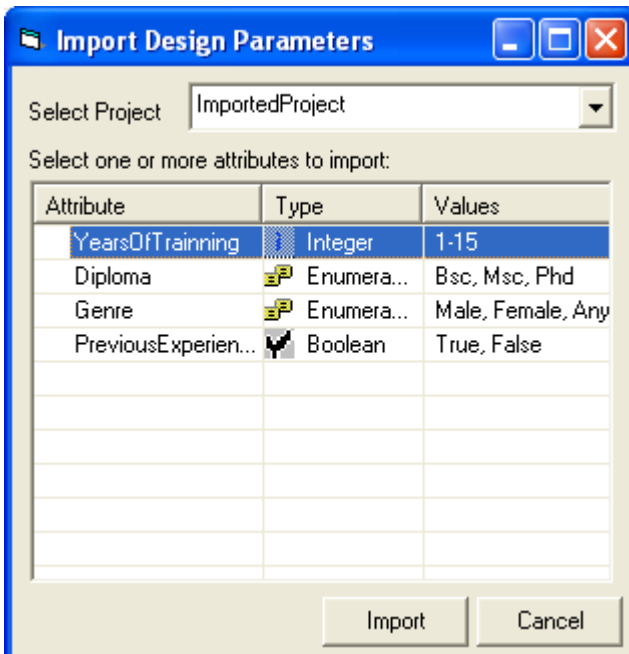 Import Design Parameters
Select Project ImportedProject
Select one or more attributes to import:
Attribute Type Values
YearsOfTrainning Integer 1-15
Diploma Enumera... Bsc, Msc, Phd
Genre Enumera... Male, Female, Any
PreviousExperien... Boolean True, False
Import Cancel